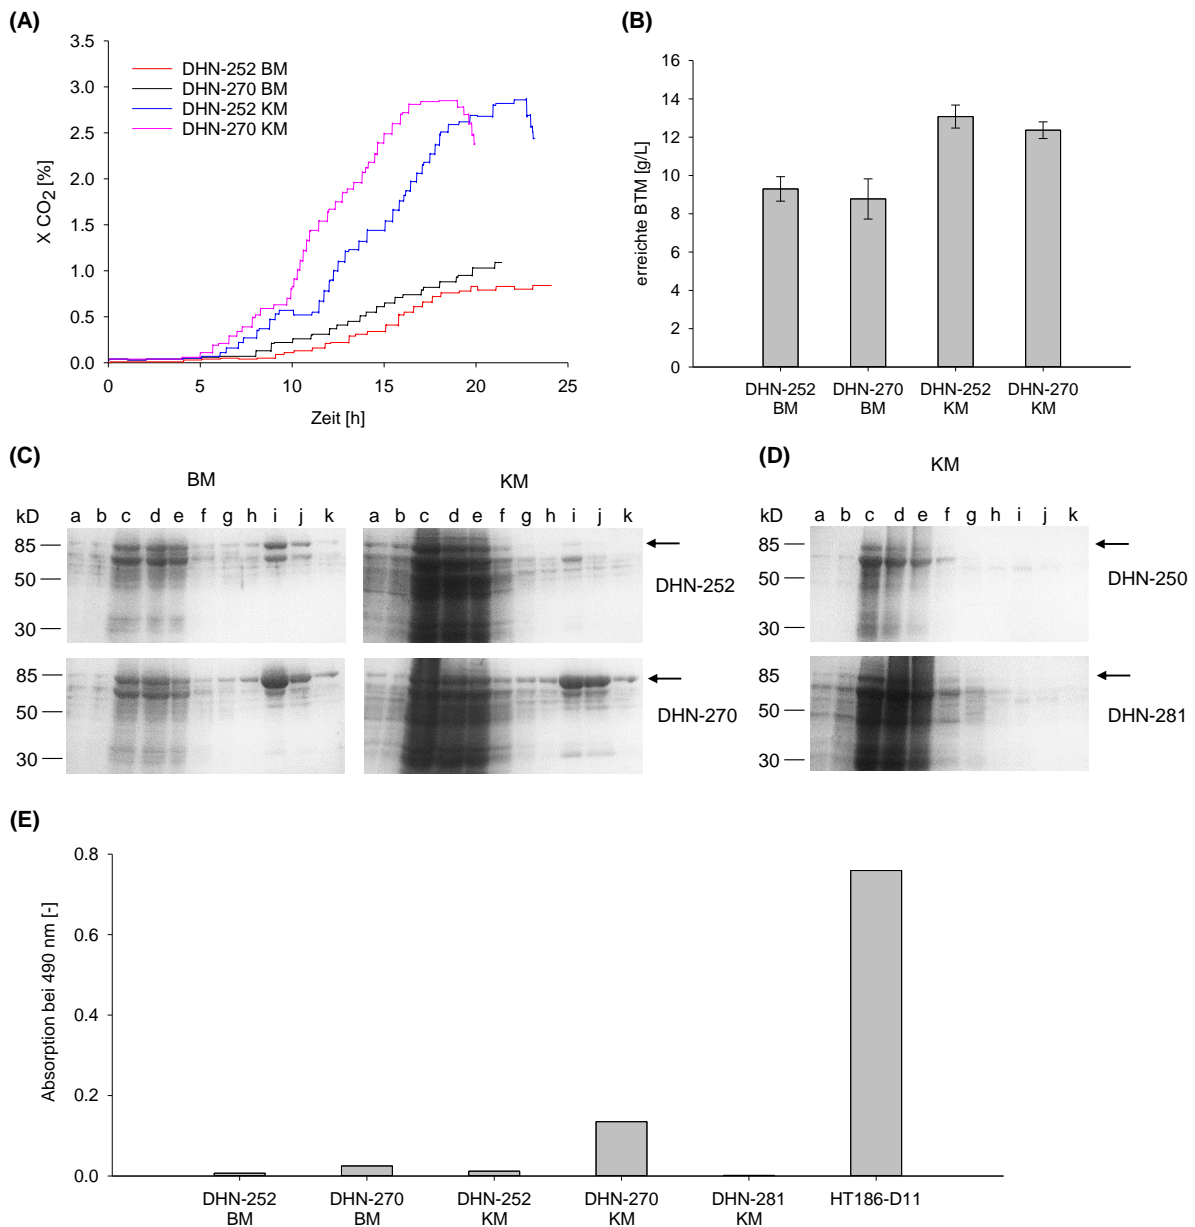 (A)
3.5
3.0
2.5
2.0
1.5
1.0
0.5
0.0
X CO2 [%]
DHN-252 BM
DHN-270 BM
DHN-252 KM
DHN-270 KM
0 5 10 15 20 25
Zeit [h]
(B)
16
14
12
10
8
6
4
2
0
erreichte BTM [g/L]
DHN-252 DHN-270 DHN-252 DHN-270
BM BM KM KM
(C)
BM KM
kD a b c d e f g h i j k a b c d e f g h i j k
85
50
30
DHN-252
85
50
30
DHN-270
(D)
KM
kD a b c d e f g h i j k
85
50
30
DHN-250
85
50
30
DHN-281
(E)
0.8
0.6
0.4
0.2
0.0
Absorption bei 490 nm [-]
DHN-252 DHN-270 DHN-252 DHN-270 DHN-281 HT186-D11
BM BM KM KM KM